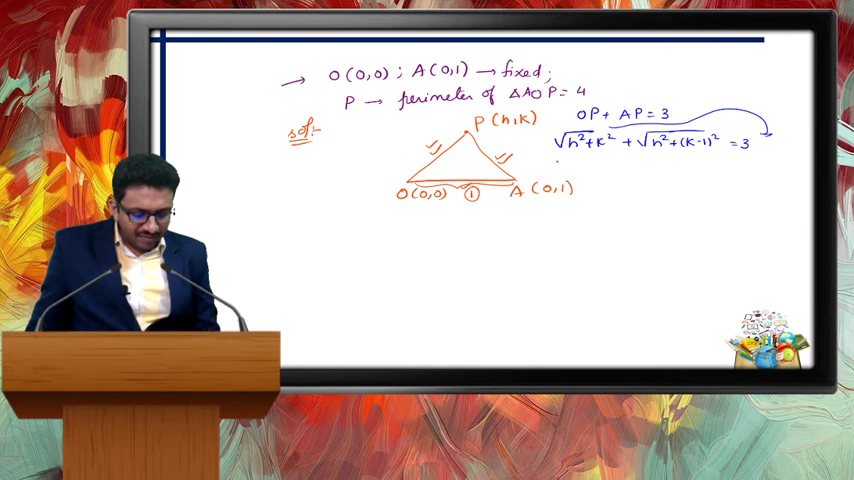 → O(0,0) ; A(0,1) → fixed ;
P → perimeter of ΔAOP = 4
sol:-
P(h,k)
O(0,0) 1 A(0,1)
OP + AP = 3
√h²+k² + √h²+(k-1)² = 3